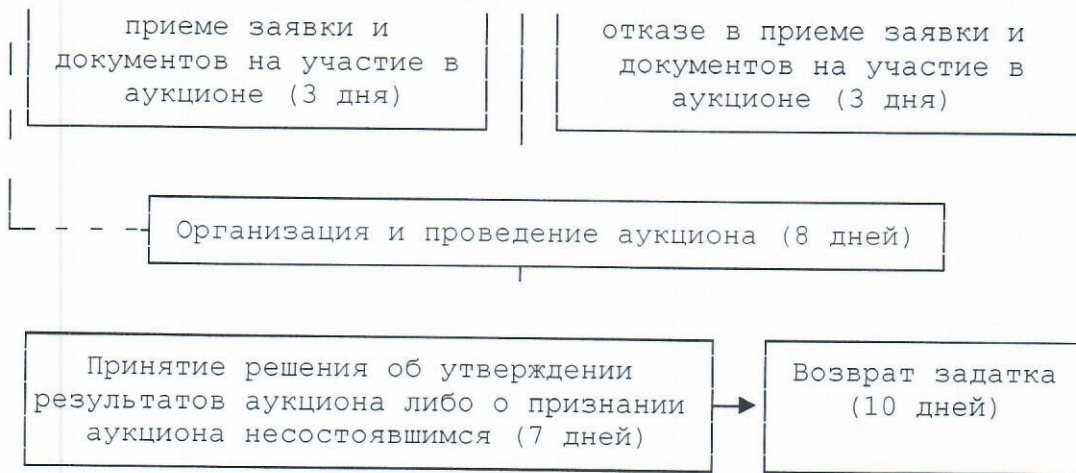 приеме заявки и
документов на участие в
аукционе (3 дня)
отказе в приеме заявки и
документов на участие в
аукционе (3 дня)
Организация и проведение аукциона (8 дней)
Принятие решения об утверждении
результатов аукциона либо о признании
аукциона несостоявшимся (7 дней)
Возврат задатка
(10 дней)